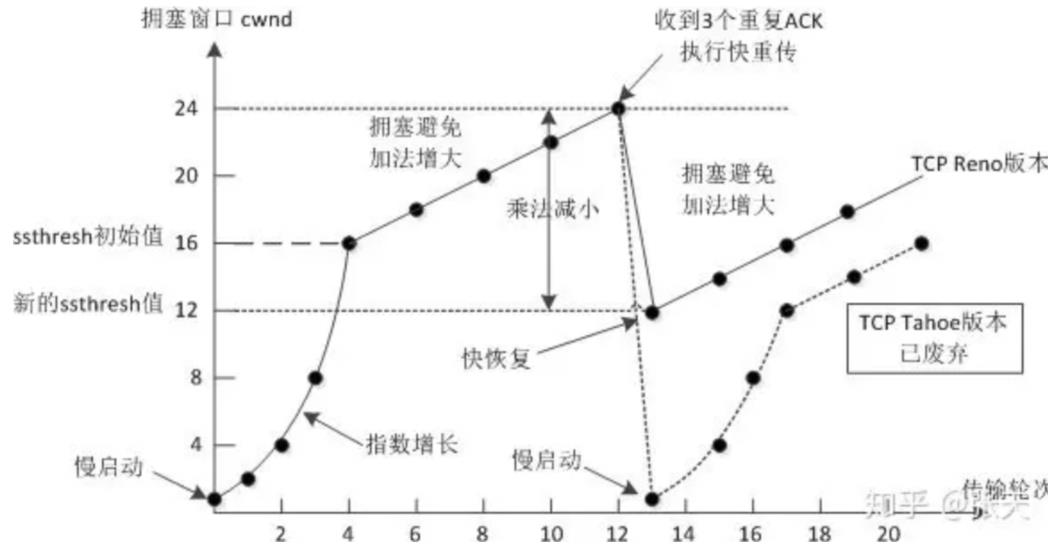 拥塞窗口 cwnd
收到3个重复ACK
执行快重传
24
拥塞避免
加法增大
20
拥塞避免
加法增大
TCP Reno版本
乘法减小
ssthresh初始值
16
新的ssthresh值
12
TCP Tahoe版本
已废弃
快恢复
8
4
指数增长
慢启动
慢启动
传输轮次
知乎 @张天
2 4 6 8 10 12 13 14 16 18 20